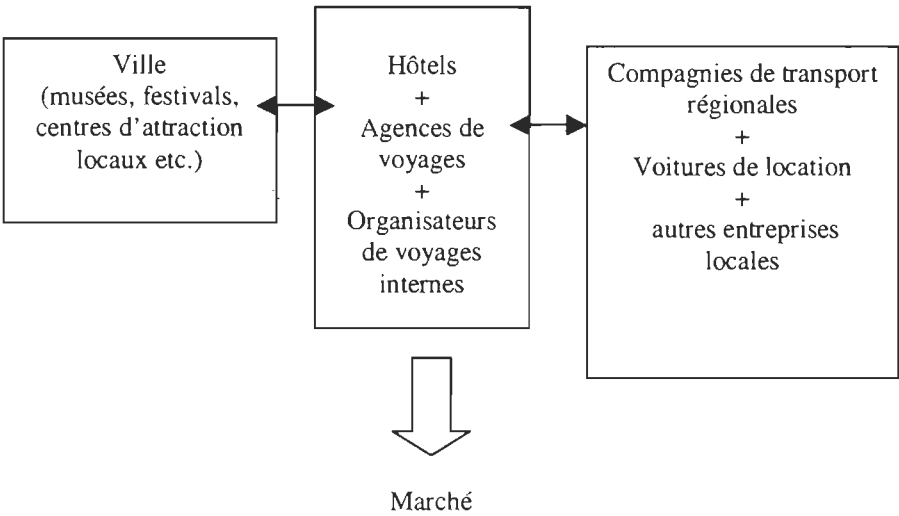 Ville
(musées, festivals,
centres d'attraction
locaux etc.)
Hôtels
+
Agences de
voyages
+
Organisateurs
de voyages
internes
Compagnies de transport
régionales
+
Voitures de location
+
autres entreprises
locales
Marché